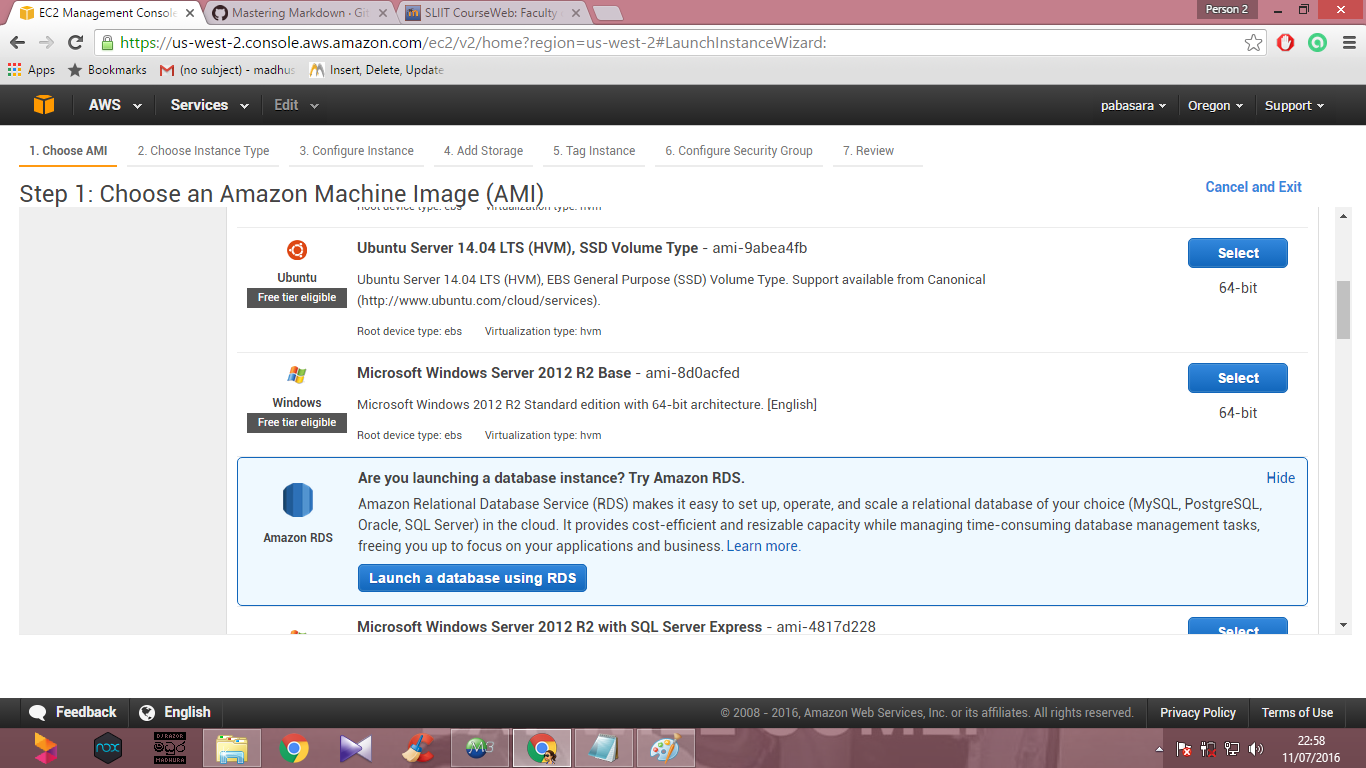 EC2 Management Console
Mastering Markdown · Git
SLIIT CourseWeb: Faculty
Person 2
https://us-west-2.console.aws.amazon.com/ec2/v2/home?region=us-west-2#LaunchInstanceWizard:
Apps
Bookmarks
(no subject) - madhus
Insert, Delete, Update
AWS
Services
Edit
pabasara
Oregon
Support
1. Choose AMI
2. Choose Instance Type
3. Configure Instance
4. Add Storage
5. Tag Instance
6. Configure Security Group
7. Review
Step 1: Choose an Amazon Machine Image (AMI)
Cancel and Exit
Root device type: ebs
Virtualization type: hvm
Ubuntu
Free tier eligible
Ubuntu Server 14.04 LTS (HVM), SSD Volume Type - ami-9abea4fb
Ubuntu Server 14.04 LTS (HVM), EBS General Purpose (SSD) Volume Type. Support available from Canonical
(http://www.ubuntu.com/cloud/services).
Root device type: ebs
Virtualization type: hvm
Select
64-bit
Windows
Free tier eligible
Microsoft Windows Server 2012 R2 Base - ami-8d0acfed
Microsoft Windows 2012 R2 Standard edition with 64-bit architecture. [English]
Root device type: ebs
Virtualization type: hvm
Select
64-bit
Amazon RDS
Are you launching a database instance? Try Amazon RDS.
Hide
Amazon Relational Database Service (RDS) makes it easy to set up, operate, and scale a relational database of your choice (MySQL, PostgreSQL,
Oracle, SQL Server) in the cloud. It provides cost-efficient and resizable capacity while managing time-consuming database management tasks,
freeing you up to focus on your applications and business. Learn more.
Launch a database using RDS
Microsoft Windows Server 2012 R2 with SQL Server Express - ami-4817d228
Select
Feedback
English
© 2008 - 2016, Amazon Web Services, Inc. or its affiliates. All rights reserved.
Privacy Policy
Terms of Use
nox
DJ RAZOR
MADHURA
M3
COME
22:58
11/07/2016